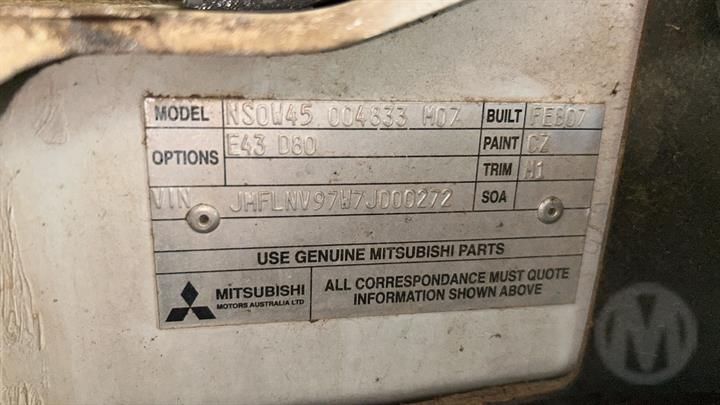 MODEL NS0W45 004833 M07 BUILT FEB07
OPTIONS E43 D80 PAINT CZ
TRIM H1
VIN JMFLNV97W7J000272 SOA
USE GENUINE MITSUBISHI PARTS
MITSUBISHI
MOTORS AUSTRALIA LTD
ALL CORRESPONDANCE MUST QUOTE
INFORMATION SHOWN ABOVE
M